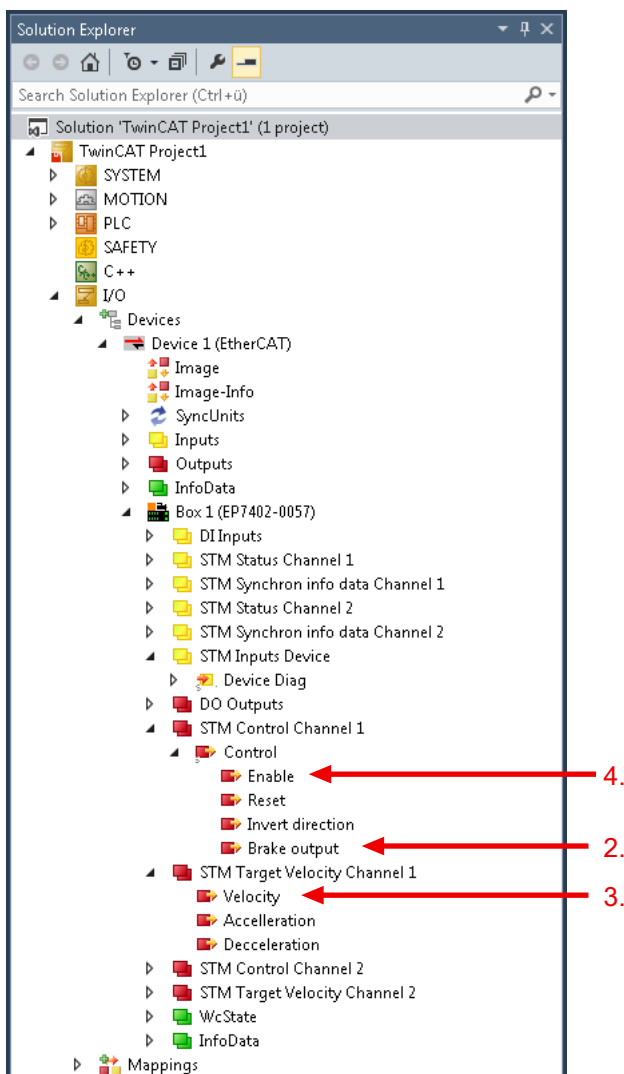 Solution Explorer
Search Solution Explorer (Ctrl+ü)
Solution 'TwinCAT Project1' (1 project)
TwinCAT Project1
SYSTEM
MOTION
PLC
SAFETY
C++
I/O
Devices
Device 1 (EtherCAT)
Image
Image-Info
SyncUnits
Inputs
Outputs
InfoData
Box 1 (EP7402-0057)
DI Inputs
STM Status Channel 1
STM Synchron info data Channel 1
STM Status Channel 2
STM Synchron info data Channel 2
STM Inputs Device
Device Diag
DO Outputs
STM Control Channel 1
Control
Enable 4.
Reset
Invert direction
Brake output 2.
STM Target Velocity Channel 1
Velocity 3.
Accelleration
Decceleration
STM Control Channel 2
STM Target Velocity Channel 2
WcState
InfoData
Mappings